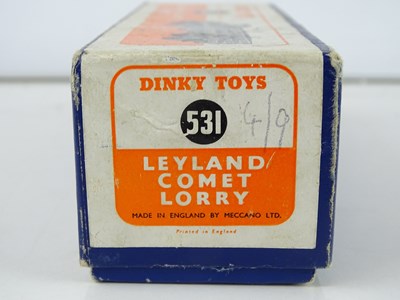 DINKY TOYS
531
4/9
LEYLAND
COMET
LORRY
MADE IN ENGLAND BY MECCANO LTD.
Printed in England